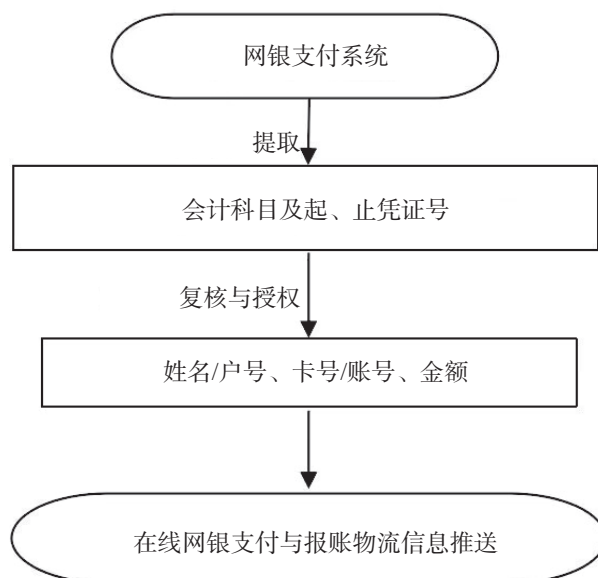 网银支付系统
提取
会计科目及起、止凭证号
复核与授权
姓名/户号、卡号/账号、金额
在线网银支付与报账物流信息推送